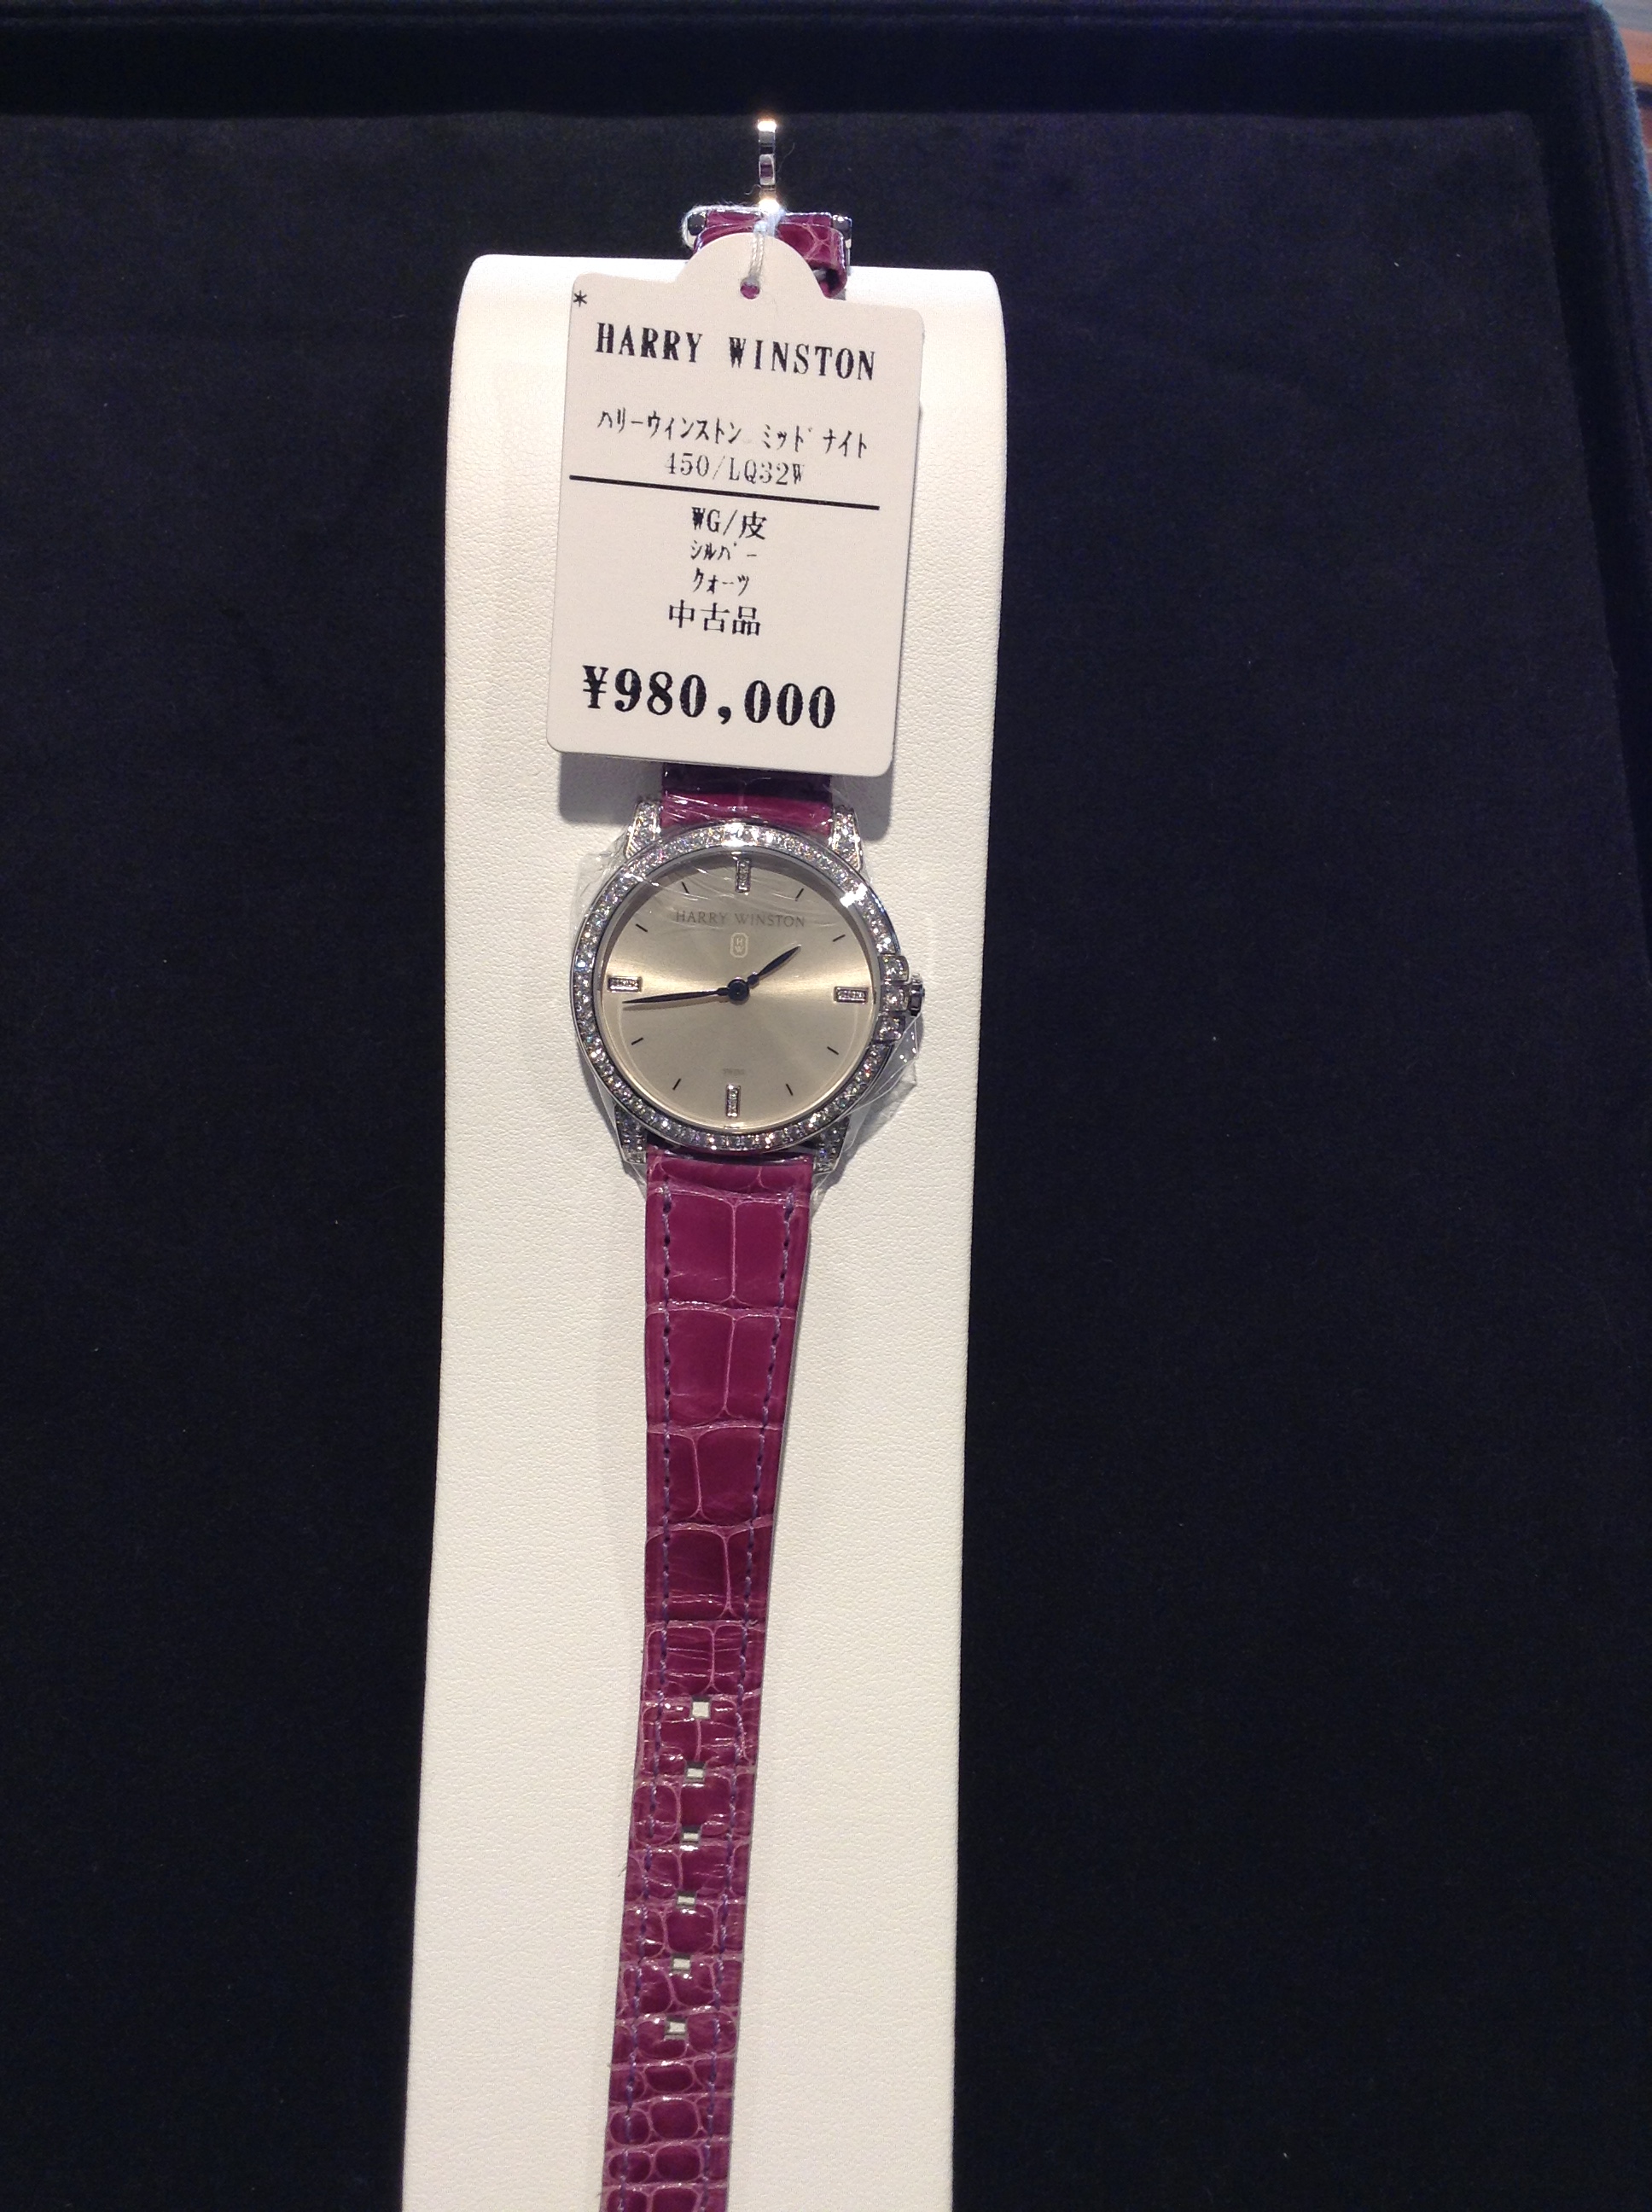 *
HARRY WINSTON
ﾊﾘｰｳｨﾝｽﾄﾝ ﾐｯﾄﾞﾅｲﾄ
450/LQ32W
WG/皮
ｼﾙﾊﾞｰ
ｸｫｰﾂ
中古品
¥980,000
HARRY WINSTON
HW